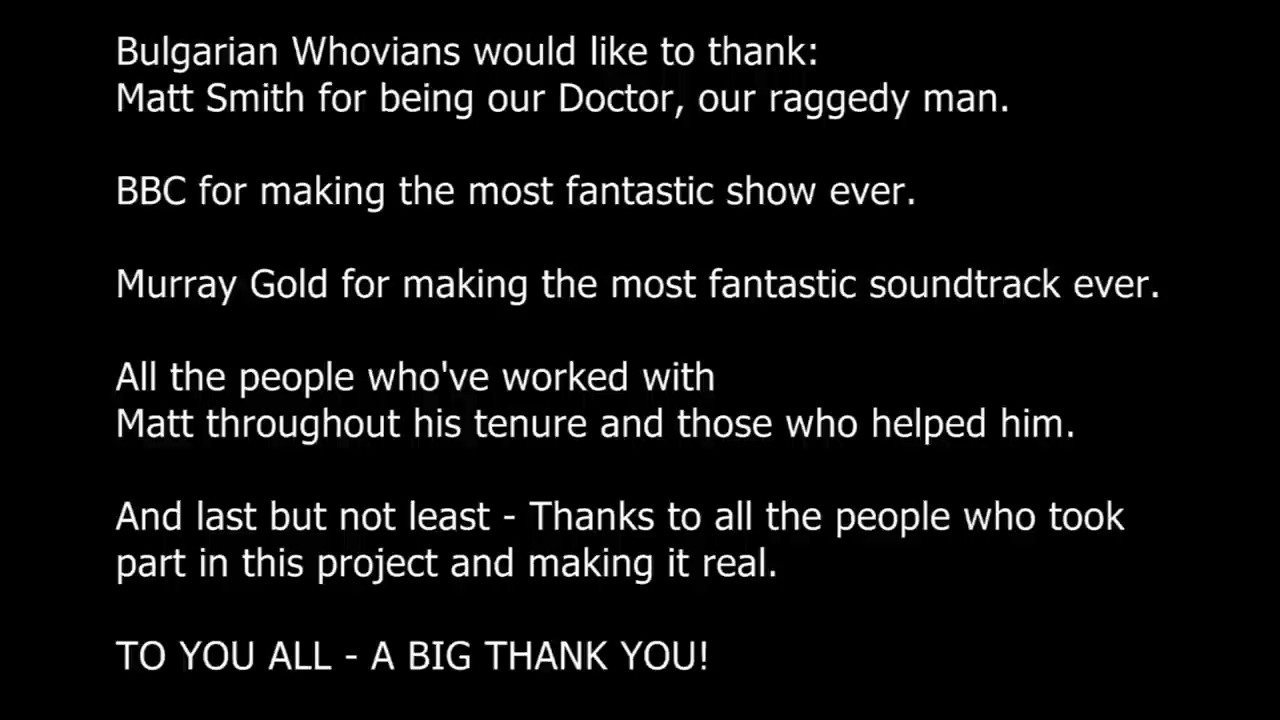 Bulgarian Whovians would like to thank:
Matt Smith for being our Doctor, our raggedy man.
BBC for making the most fantastic show ever.
Murray Gold for making the most fantastic soundtrack ever.
All the people who've worked with
Matt throughout his tenure and those who helped him.
And last but not least - Thanks to all the people who took
part in this project and making it real.
TO YOU ALL - A BIG THANK YOU!